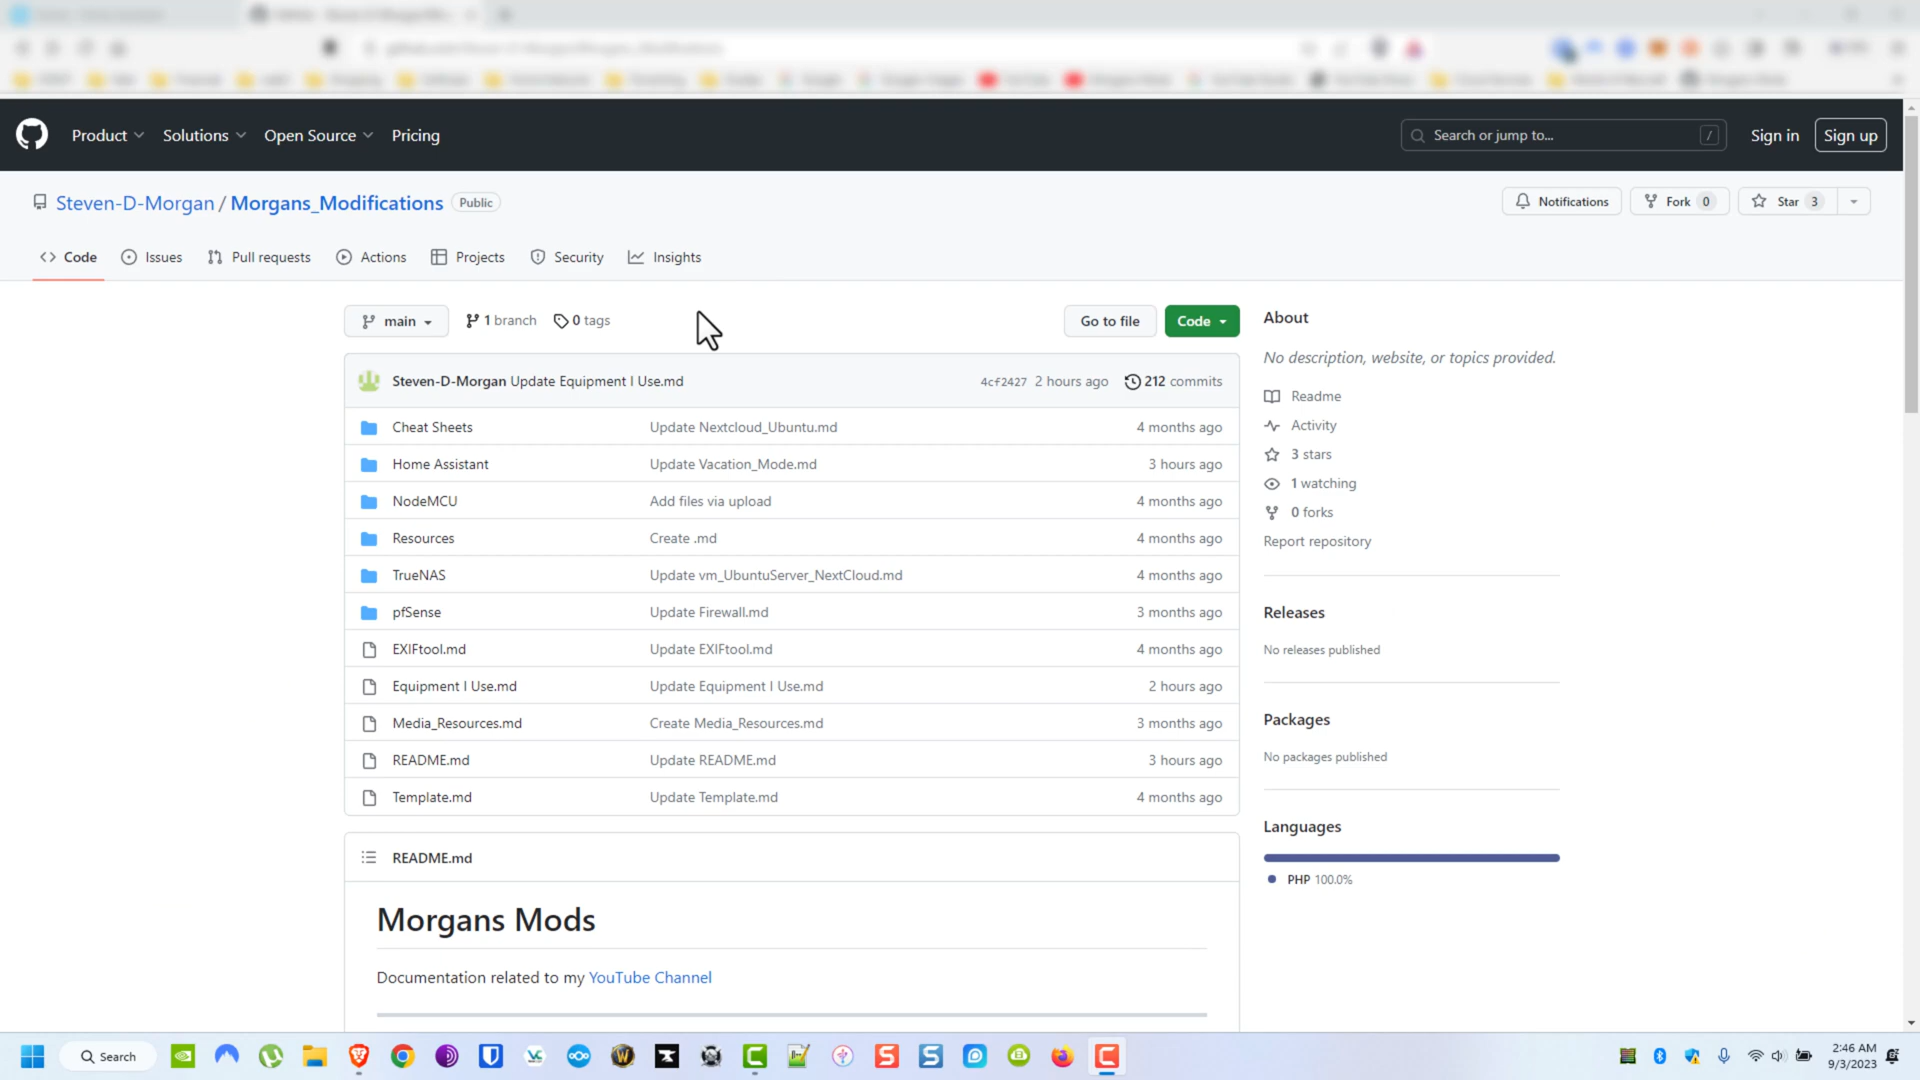 Product Solutions Open Source Pricing Search or jump to... / Sign in Sign up
Steven-D-Morgan / Morgans_Modifications Public Notifications Fork 0 Star 3
Code Issues Pull requests Actions Projects Security Insights
main 1 branch 0 tags Go to file Code
Steven-D-Morgan Update Equipment I Use.md 4cf2427 2 hours ago 212 commits
Cheat Sheets Update Nextcloud_Ubuntu.md 4 months ago
Home Assistant Update Vacation_Mode.md 3 hours ago
NodeMCU Add files via upload 4 months ago
Resources Create .md 4 months ago
TrueNAS Update vm_UbuntuServer_NextCloud.md 4 months ago
pfSense Update Firewall.md 3 months ago
EXIFtool.md Update EXIFtool.md 4 months ago
Equipment I Use.md Update Equipment I Use.md 2 hours ago
Media_Resources.md Create Media_Resources.md 3 months ago
README.md Update README.md 3 hours ago
Template.md Update Template.md 4 months ago
README.md
Morgans Mods
Documentation related to my YouTube Channel
About
No description, website, or topics provided.
Readme
Activity
3 stars
1 watching
0 forks
Report repository
Releases
No releases published
Packages
No packages published
Languages
PHP 100.0%
Search
2:46 AM
9/3/2023